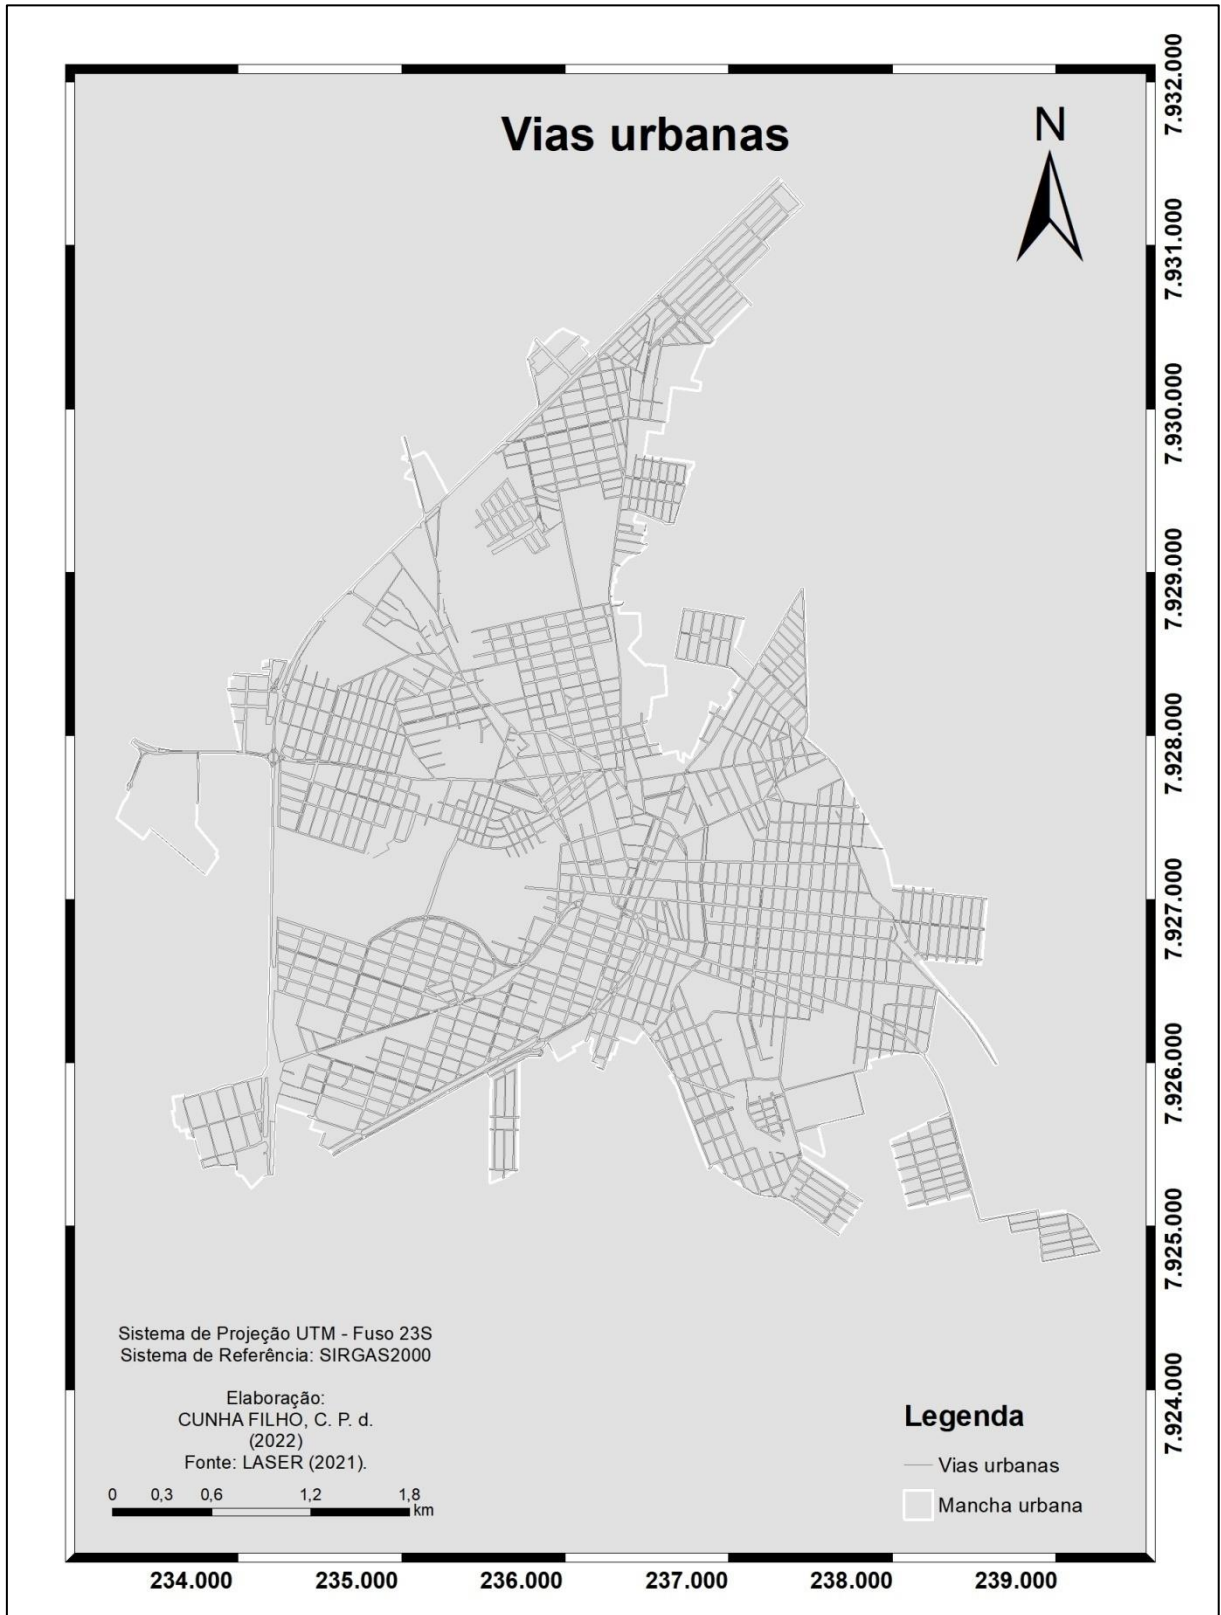 Vias urbanas
N
7.932.000
7.931.000
7.930.000
7.929.000
7.928.000
7.927.000
7.926.000
7.925.000
7.924.000
Sistema de Projeção UTM - Fuso 23S
Sistema de Referência: SIRGAS2000
Elaboração:
CUNHA FILHO, C. P. d.
(2022)
Fonte: LASER (2021).
0 0,3 0,6 1,2 1,8
km
Legenda
Vias urbanas
Mancha urbana
234.000 235.000 236.000 237.000 238.000 239.000